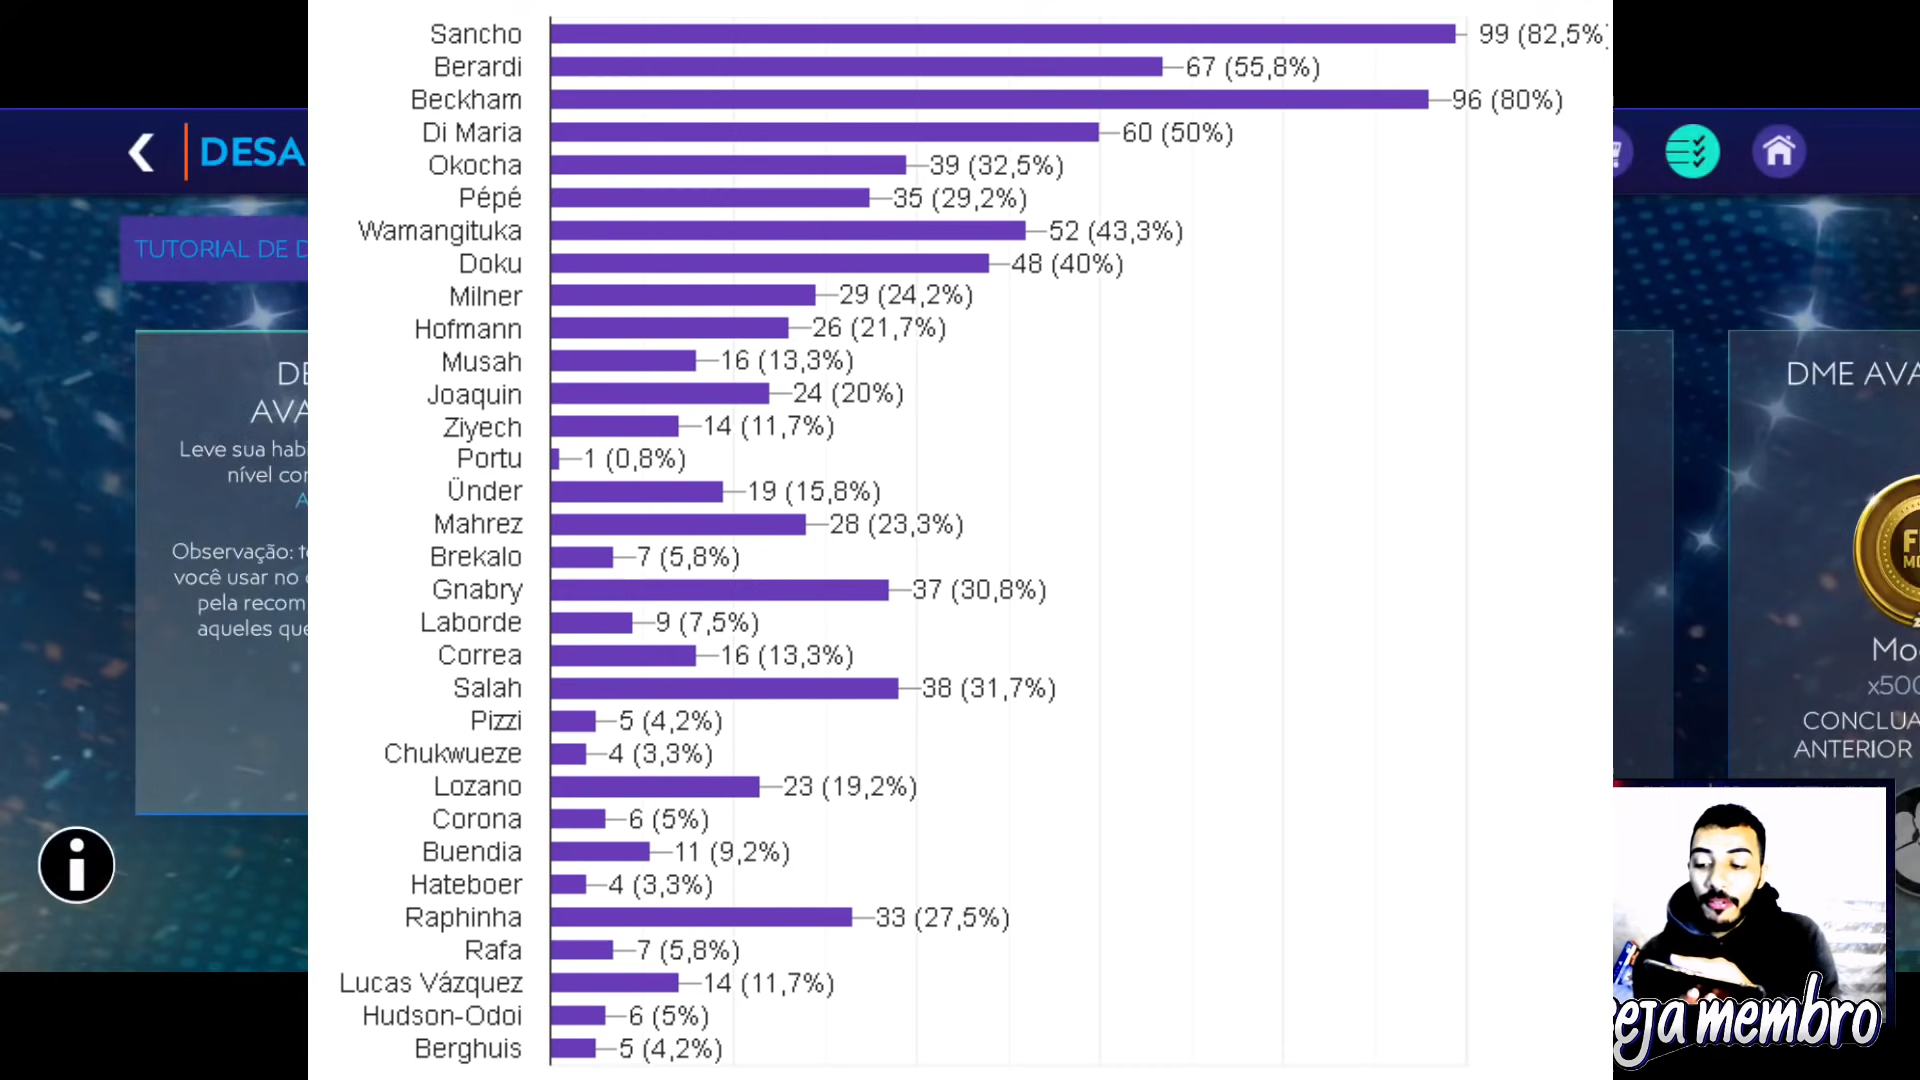 Sancho 99 (82,5%)
Berardi 67 (55,8%)
Beckham 96 (80%)
Di Maria 60 (50%)
Okocha 39 (32,5%)
Pépé 35 (29,2%)
Wamangituka 52 (43,3%)
Doku 48 (40%)
Milner 29 (24,2%)
Hofmann 26 (21,7%)
Musah 16 (13,3%)
Joaquin 24 (20%)
Ziyech 14 (11,7%)
Portu 1 (0,8%)
Ünder 19 (15,8%)
Mahrez 28 (23,3%)
Brekalo 7 (5,8%)
Gnabry 37 (30,8%)
Laborde 9 (7,5%)
Correa 16 (13,3%)
Salah 38 (31,7%)
Pizzi 5 (4,2%)
Chukwueze 4 (3,3%)
Lozano 23 (19,2%)
Corona 6 (5%)
Buendia 11 (9,2%)
Hateboer 4 (3,3%)
Raphinha 33 (27,5%)
Rafa 7 (5,8%)
Lucas Vázquez 14 (11,7%)
Hudson-Odoi 6 (5%)
Berghuis 5 (4,2%)
DESA
TUTORIAL DE D
DE
AVA
Leve sua hab
nível cor
A
Observação: t
você usar no
pela recom
aqueles que
DME AVA
Mo
x500
CONCLUA
ANTERIOR
seja membro